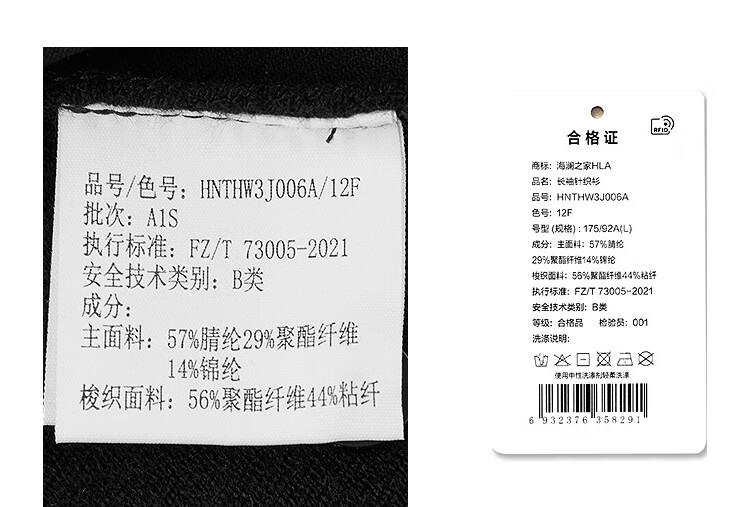 品号/色号: HNTHW3J006A/12F
批次: A1S
执行标准: FZ/T 73005-2021
安全技术类别: B类
成分:
主面料: 57%腈纶29%聚酯纤维
14%锦纶
梭织面料: 56%聚酯纤维44%粘纤
RFID
合格证
商标: 海澜之家HLA
品名: 长袖针织衫
品号: HNTHW3J006A
色号: 12F
号型 (规格) : 175/92A(L)
成分: 主面料: 57%腈纶
29%聚酯纤维14%锦纶
梭织面料: 56%聚酯纤维44%粘纤
执行标准: FZ/T 73005-2021
安全技术类别: B类
等级: 合格品 检验员: 001
洗涤说明:
使用中性洗涤剂轻柔洗涤
6 932376 358291